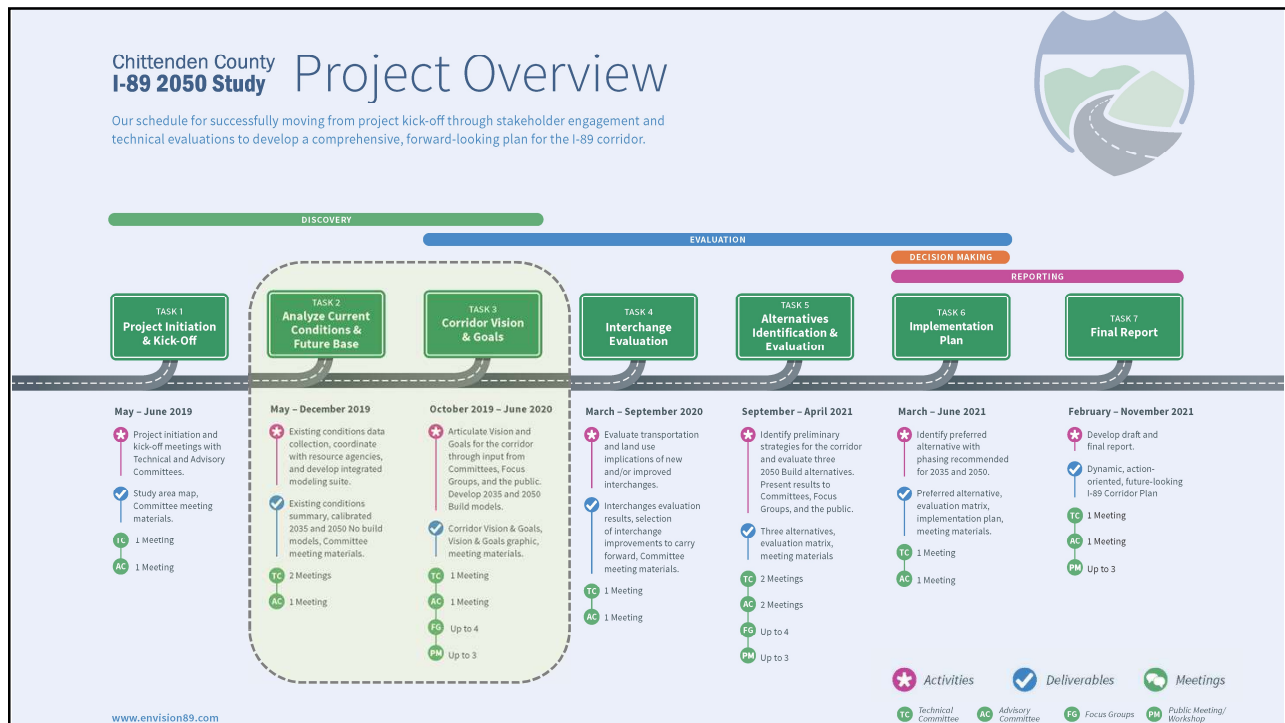 Chittenden County
I-89 2050 Study
Project Overview
Our schedule for successfully moving from project kick-off through stakeholder engagement and
technical evaluations to develop a comprehensive, forward-looking plan for the I-89 corridor.
DISCOVERY
EVALUATION
DECISION MAKING
REPORTING
TASK 1
Project Initiation
& Kick-Off
May – June 2019
Project initiation and
kick-off meetings with
Technical and Advisory
Committees.
Study area map,
Committee meeting
materials.
TC 1 Meeting
AC 1 Meeting
TASK 2
Analyze Current
Conditions &
Future Base
May – December 2019
Existing conditions data
collection, coordinate
with resource agencies,
and develop integrated
modeling suite.
Existing conditions
summary, calibrated
2035 and 2050 No build
models, Committee
meeting materials.
TC 2 Meetings
AC 1 Meeting
TASK 3
Corridor Vision
& Goals
October 2019 – June 2020
Articulate Vision and
Goals for the corridor
through input from
Committees, Focus
Groups, and the public.
Develop 2035 and 2050
Build models.
Corridor Vision & Goals,
Vision & Goals graphic,
meeting materials.
TC 1 Meeting
AC 1 Meeting
FG Up to 4
PM Up to 3
TASK 4
Interchange
Evaluation
March – September 2020
Evaluate transportation
and land use
implications of new
and/or improved
interchanges.
Interchanges evaluation
results, selection
of interchange
improvements to carry
forward, Committee
meeting materials.
TC 1 Meeting
AC 1 Meeting
TASK 5
Alternatives
Identification &
Evaluation
September – April 2021
Identify preliminary
strategies for the corridor
and evaluate three
2050 Build alternatives.
Present results to
Committees, Focus
Groups, and the public.
Three alternatives,
evaluation matrix,
meeting materials
TC 2 Meetings
AC 2 Meetings
FG Up to 4
PM Up to 3
TASK 6
Implementation
Plan
March – June 2021
Identify preferred
alternative with
phasing recommended
for 2035 and 2050.
Preferred alternative,
evaluation matrix,
implementation plan,
meeting materials.
TC 1 Meeting
AC 1 Meeting
TASK 7
Final Report
February – November 2021
Develop draft and
final report.
Dynamic, action-
oriented, future-looking
I-89 Corridor Plan
TC 1 Meeting
AC 1 Meeting
PM Up to 3
Activities
Deliverables
Meetings
TC Technical
Committee
AC Advisory
Committee
FG Focus Groups
PM Public Meeting/
Workshop
www.envision89.com